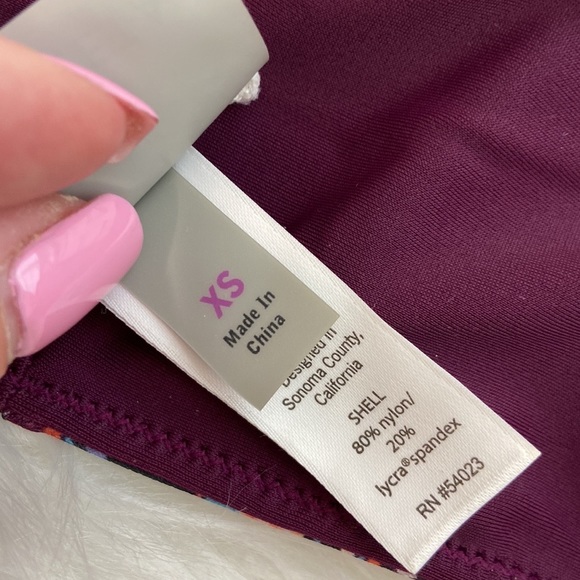 XS
Made In
China
Designed in
Sonoma County,
California
SHELL
80% nylon/
20%
lycra®spandex
RN #54023